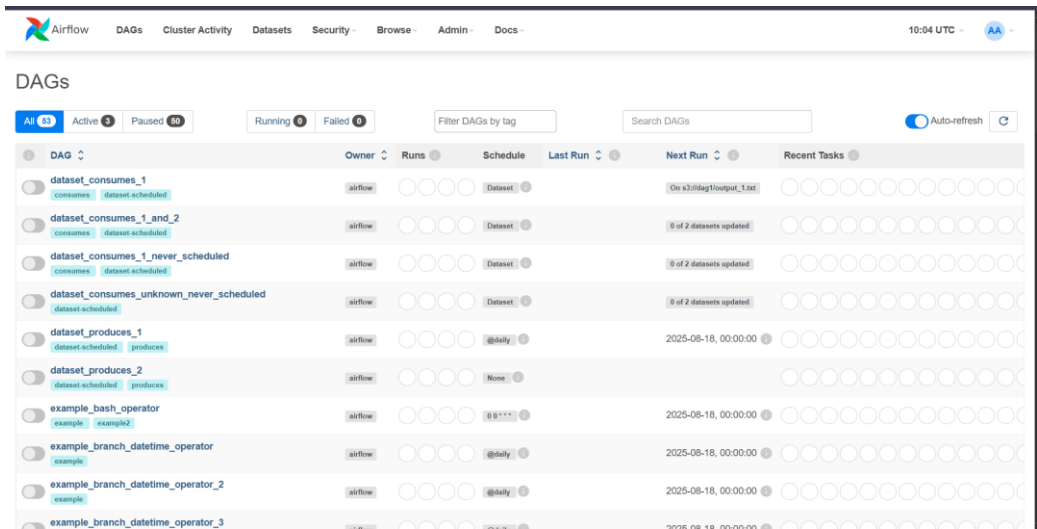 Airflow DAGs Cluster Activity Datasets Security Browse Admin Docs 10:04 UTC AA
DAGs
All 53 Active 3 Paused 50 Running 0 Failed 0 Filter DAGs by tag Search DAGs Auto-refresh
DAG Owner Runs Schedule Last Run Next Run Recent Tasks
dataset_consumes_1
consumes dataset-scheduled airflow Dataset On s3://dag1/output_1.txt
dataset_consumes_1_and_2
consumes dataset-scheduled airflow Dataset 0 of 2 datasets updated
dataset_consumes_1_never_scheduled
consumes dataset-scheduled airflow Dataset 0 of 2 datasets updated
dataset_consumes_unknown_never_scheduled
dataset-scheduled airflow Dataset 0 of 2 datasets updated
dataset_produces_1
dataset-scheduled produces airflow @daily 2025-08-18, 00:00:00
dataset_produces_2
dataset-scheduled produces airflow None
example_bash_operator
example example2 airflow 0 0 * * * 2025-08-18, 00:00:00
example_branch_datetime_operator
example airflow @daily 2025-08-18, 00:00:00
example_branch_datetime_operator_2
example airflow @daily 2025-08-18, 00:00:00
example_branch_datetime_operator_3